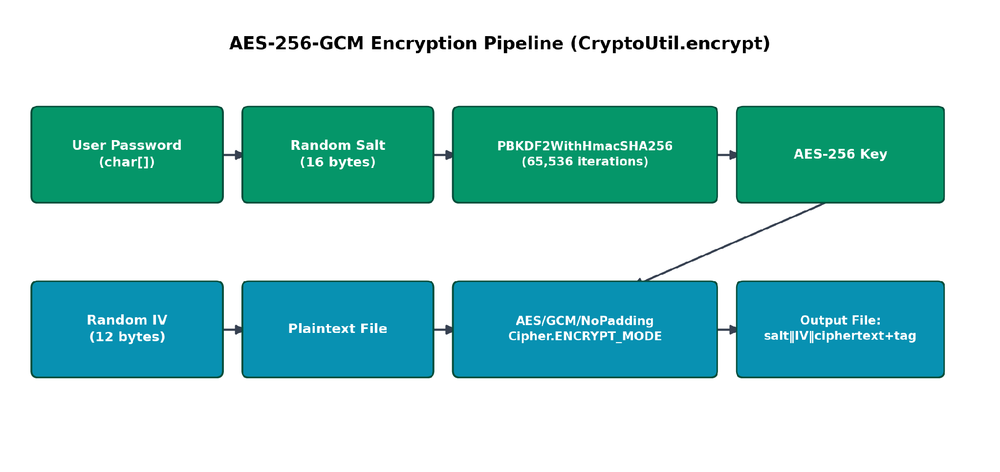 AES-256-GCM Encryption Pipeline (CryptoUtil.encrypt)
User Password
(char[])
Random Salt
(16 bytes)
PBKDF2WithHmacSHA256
(65,536 iterations)
AES-256 Key
Random IV
(12 bytes)
Plaintext File
AES/GCM/NoPadding
Cipher.ENCRYPT_MODE
Output File:
salt‖IV‖ciphertext+tag